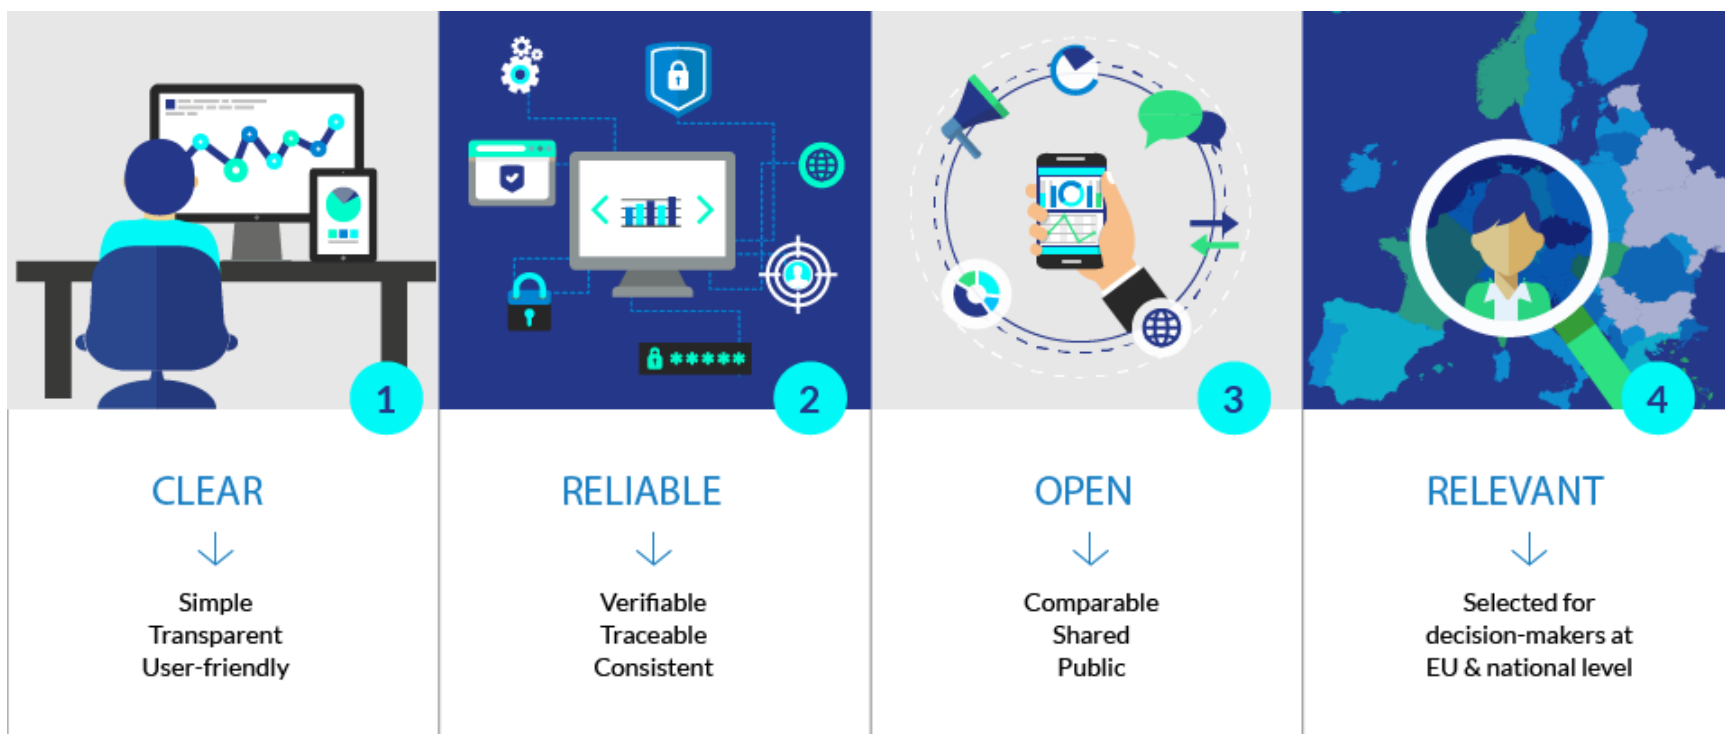 1
2
3
4
CLEAR
Simple
Transparent
User-friendly
RELIABLE
Verifiable
Traceable
Consistent
OPEN
Comparable
Shared
Public
RELEVANT
Selected for
decision-makers at
EU & national level
*****